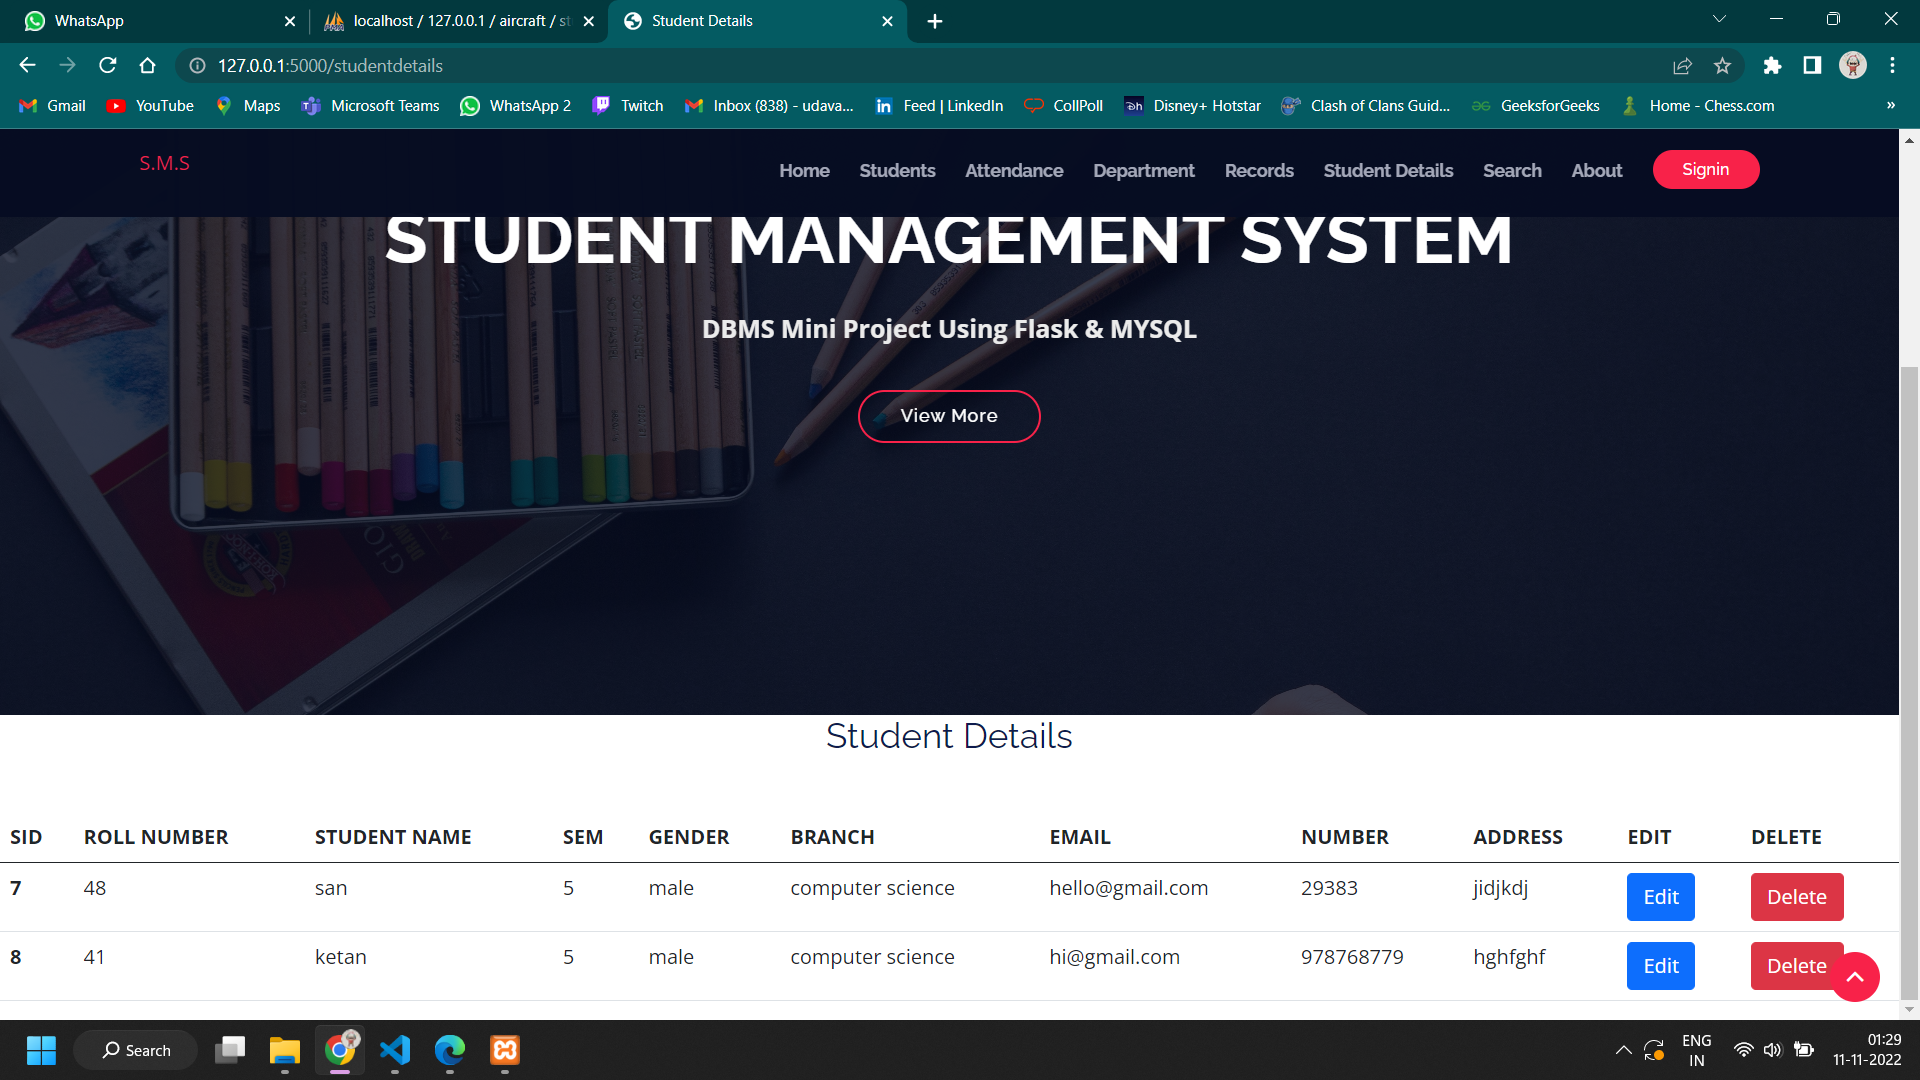 WhatsApp
localhost / 127.0.0.1 / aircraft / st
Student Details
127.0.0.1:5000/studentdetails
Gmail YouTube Maps Microsoft Teams WhatsApp 2 Twitch Inbox (838) - udava... Feed | LinkedIn CollPoll Disney+ Hotstar Clash of Clans Guid... GeeksforGeeks Home - Chess.com »
S.M.S
Home Students Attendance Department Records Student Details Search About Signin
STUDENT MANAGEMENT SYSTEM
DBMS Mini Project Using Flask & MYSQL
View More
Student Details
SID ROLL NUMBER STUDENT NAME SEM GENDER BRANCH EMAIL NUMBER ADDRESS EDIT DELETE
7 48 san 5 male computer science hello@gmail.com 29383 jidjkdj Edit Delete
8 41 ketan 5 male computer science hi@gmail.com 978768779 hghfghf Edit Delete
Search
ENG
IN
01:29
11-11-2022